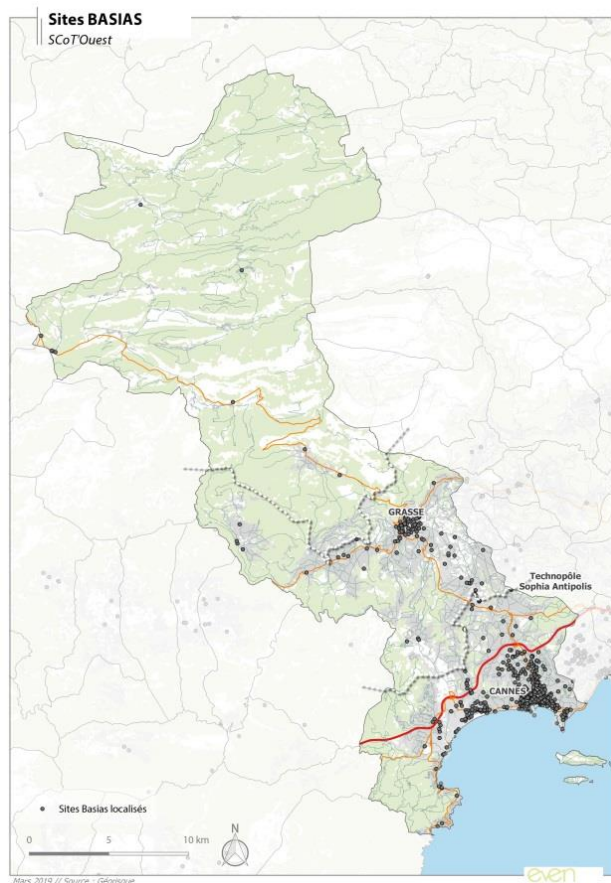 Sites BASIAS
SCoT'Ouest
GRASSE
Technopôle
Sophia Antipolis
CANNES
Sites Basias localisés
0 5 10 km
N
even
Mars 2019 // Source : Géorisque